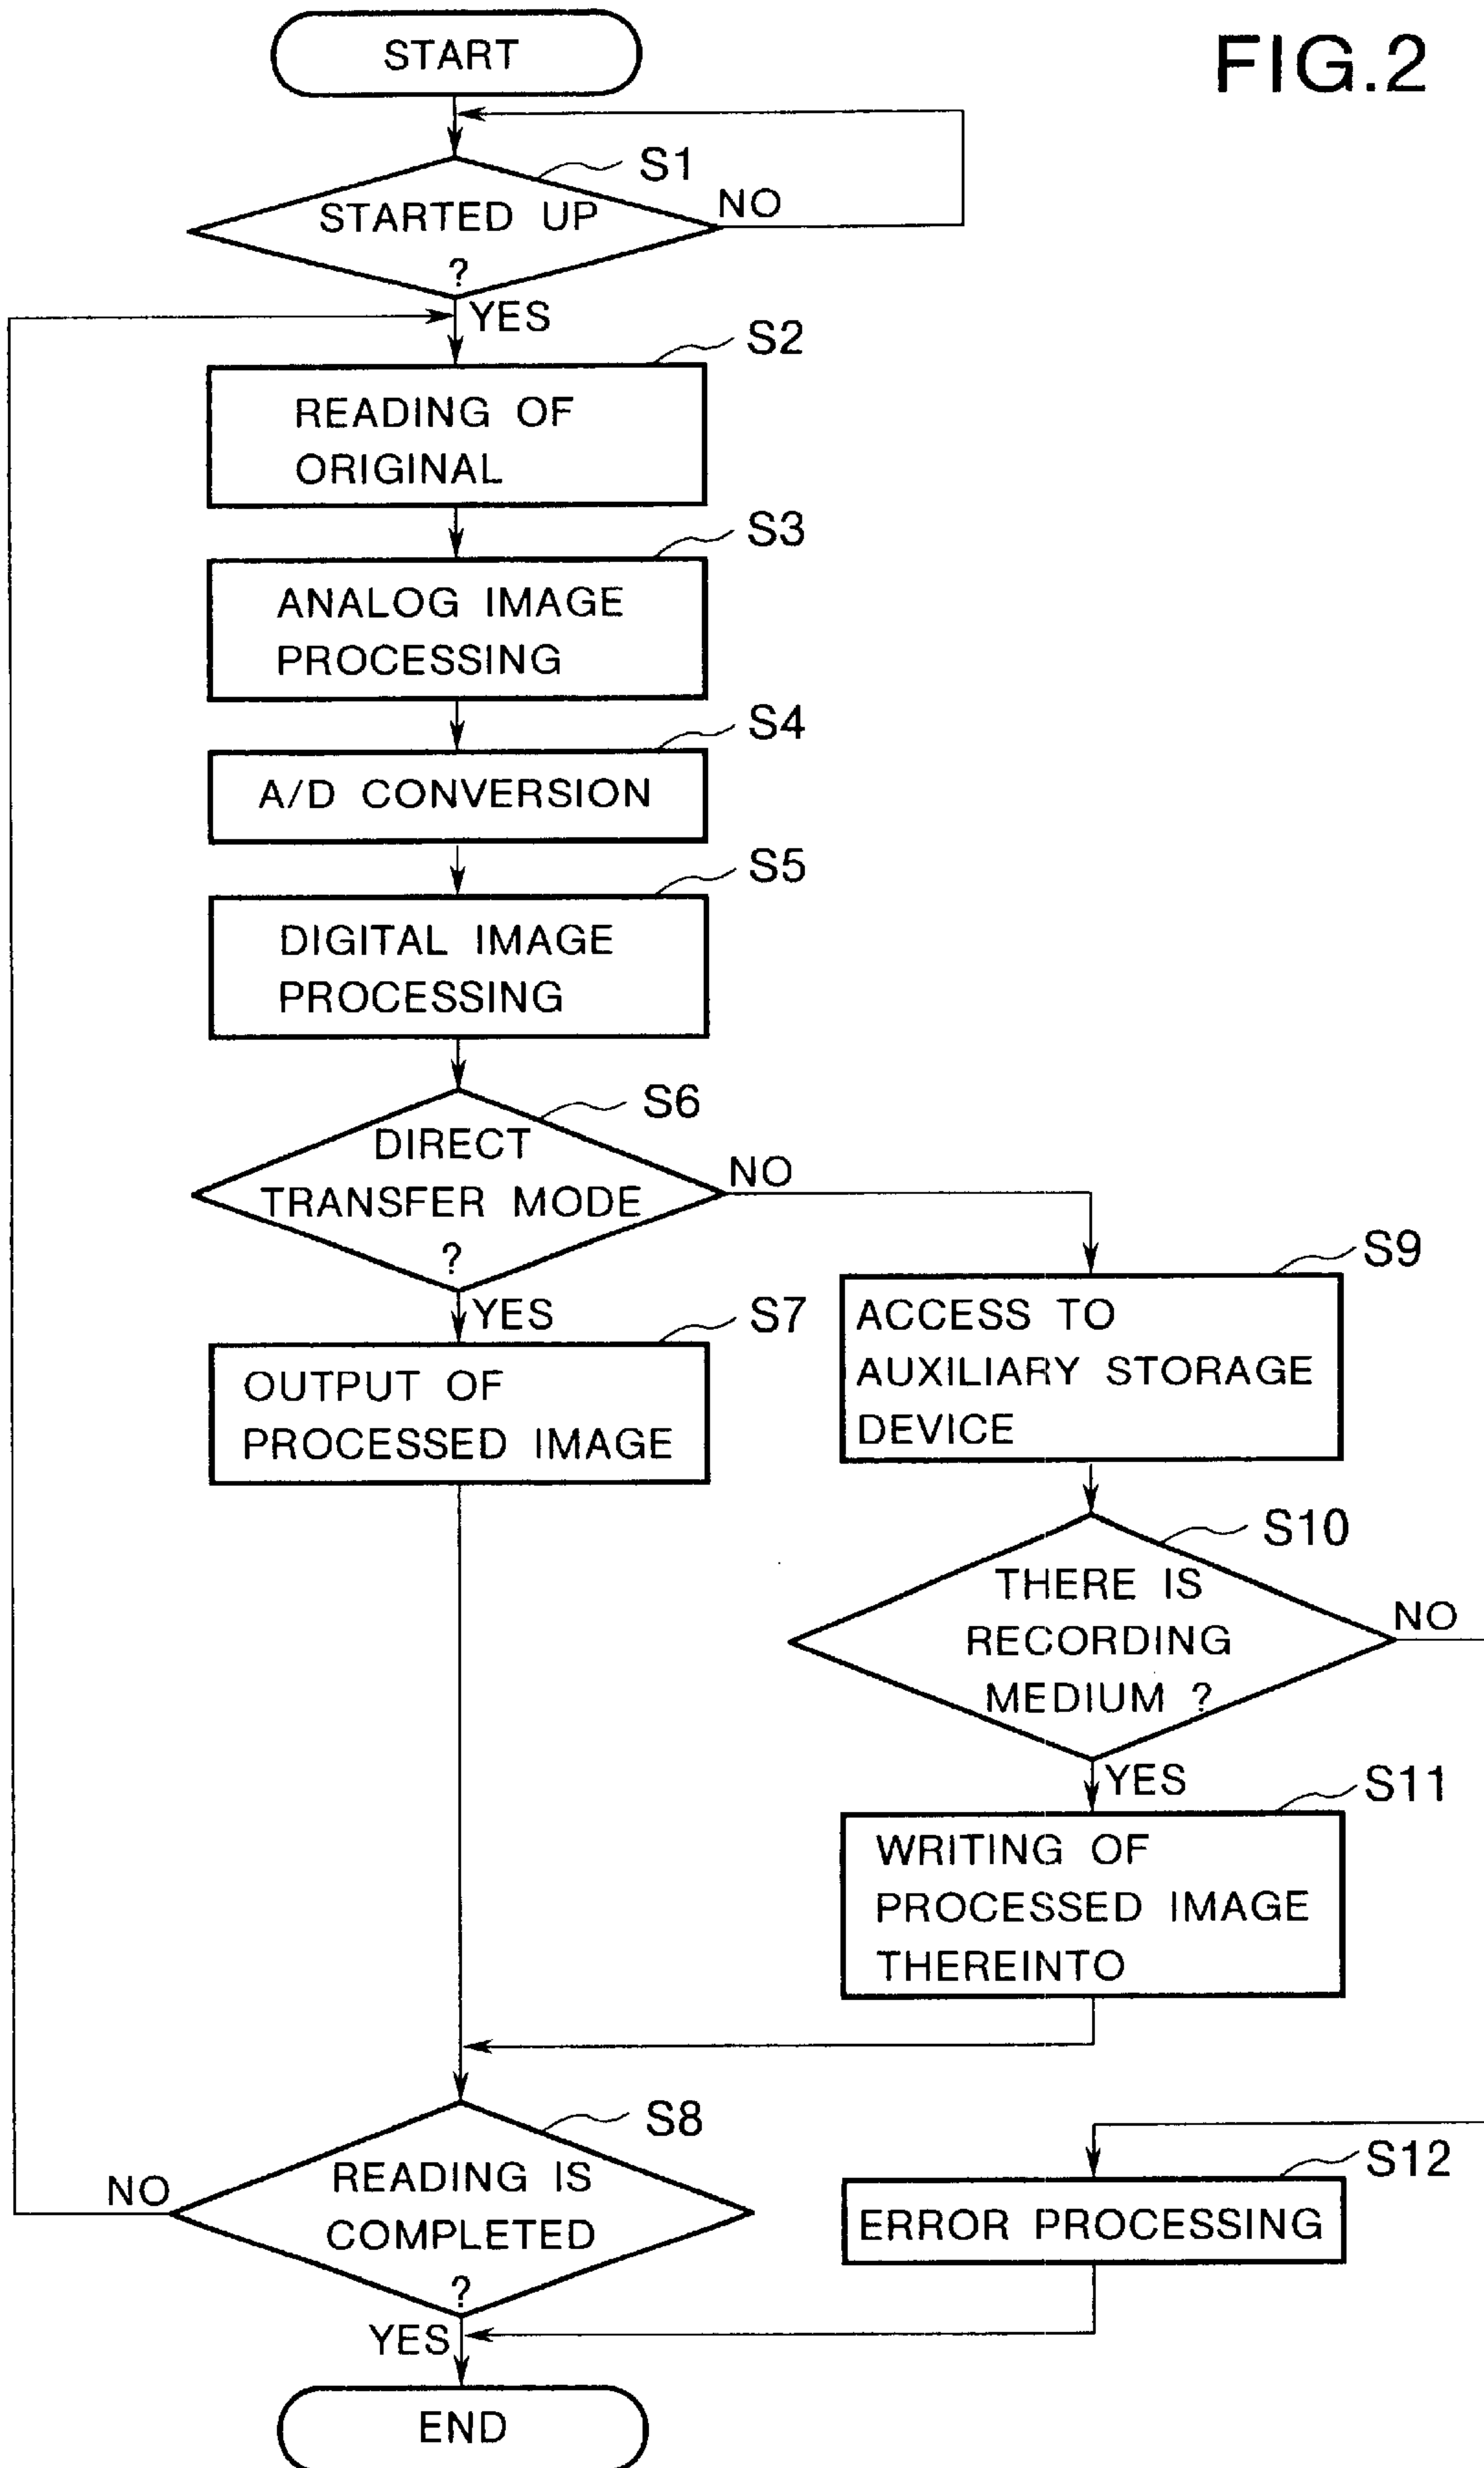 FIG.2
START
S1
STARTED UP
?
NO
YES
S2
READING OF
ORIGINAL
S3
ANALOG IMAGE
PROCESSING
S4
A/D CONVERSION
S5
DIGITAL IMAGE
PROCESSING
S6
DIRECT
TRANSFER MODE
?
NO
YES
S7
OUTPUT OF
PROCESSED IMAGE
S9
ACCESS TO
AUXILIARY STORAGE
DEVICE
S10
THERE IS
RECORDING
MEDIUM ?
NO
YES
S11
WRITING OF
PROCESSED IMAGE
THEREINTO
S8
READING IS
COMPLETED
?
NO
YES
S12
ERROR PROCESSING
END